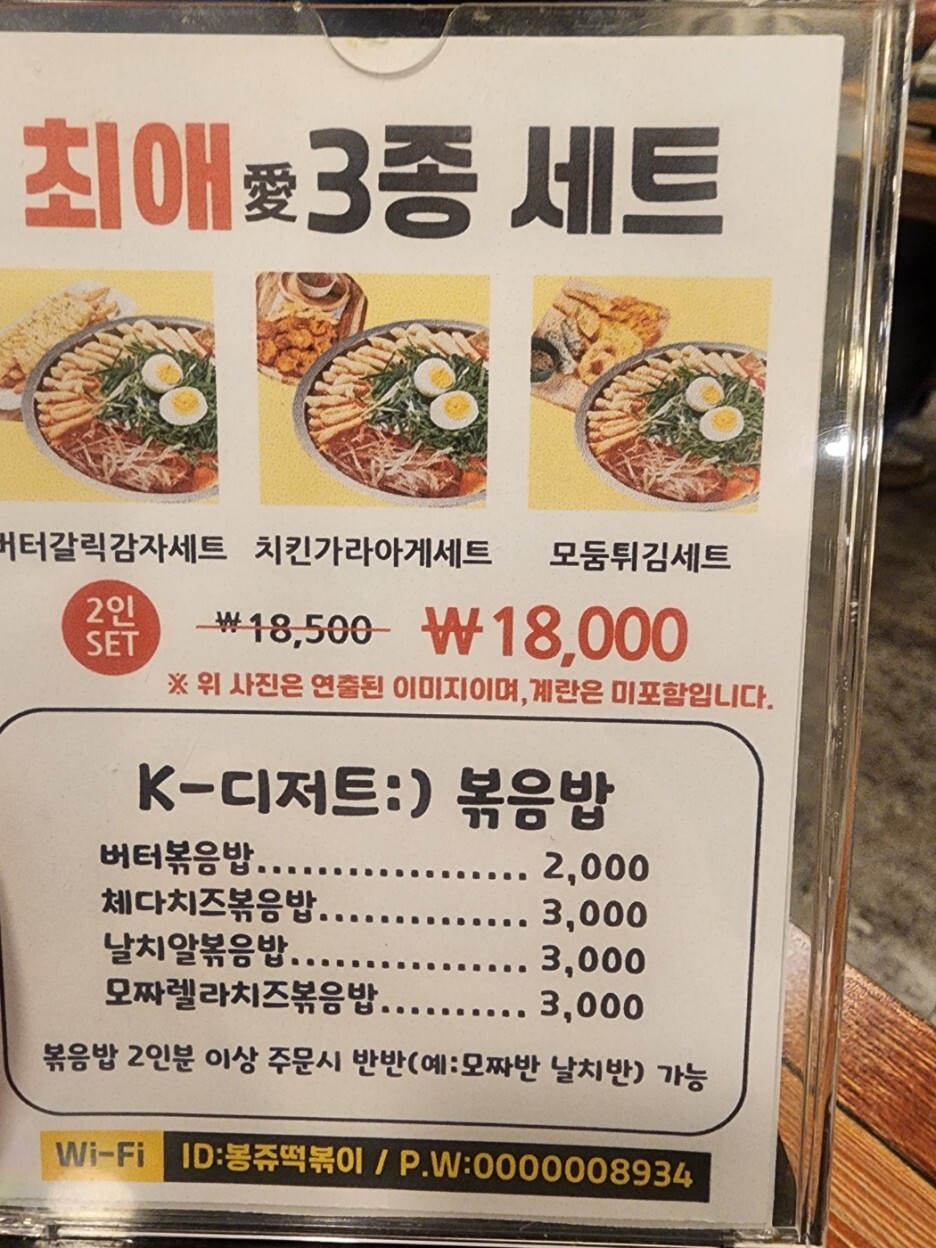 최애愛3종 세트
버터갈릭감자세트 치킨가라아게세트 모둠튀김세트
2인 SET ₩18,500 ₩18,000
※ 위 사진은 연출된 이미지이며,계란은 미포함입니다.
K-디저트:) 볶음밥
버터볶음밥.................. 2,000
체다치즈볶음밥............... 3,000
날치알볶음밥................. 3,000
모짜렐라치즈볶음밥.......... 3,000
볶음밥 2인분 이상 주문시 반반(예:모짜반 날치반) 가능
Wi-Fi ID:봉쥬떡볶이 / P.W:0000008934